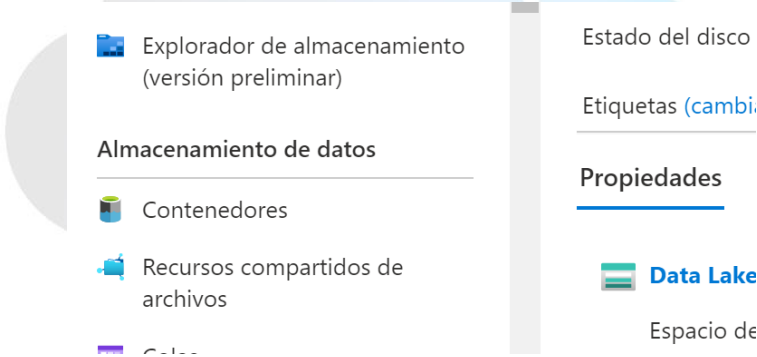 Explorador de almacenamiento
(versión preliminar)
Almacenamiento de datos
Contenedores
Recursos compartidos de
archivos
Estado del disco
Etiquetas (cambia
Propiedades
Data Lake
Espacio de